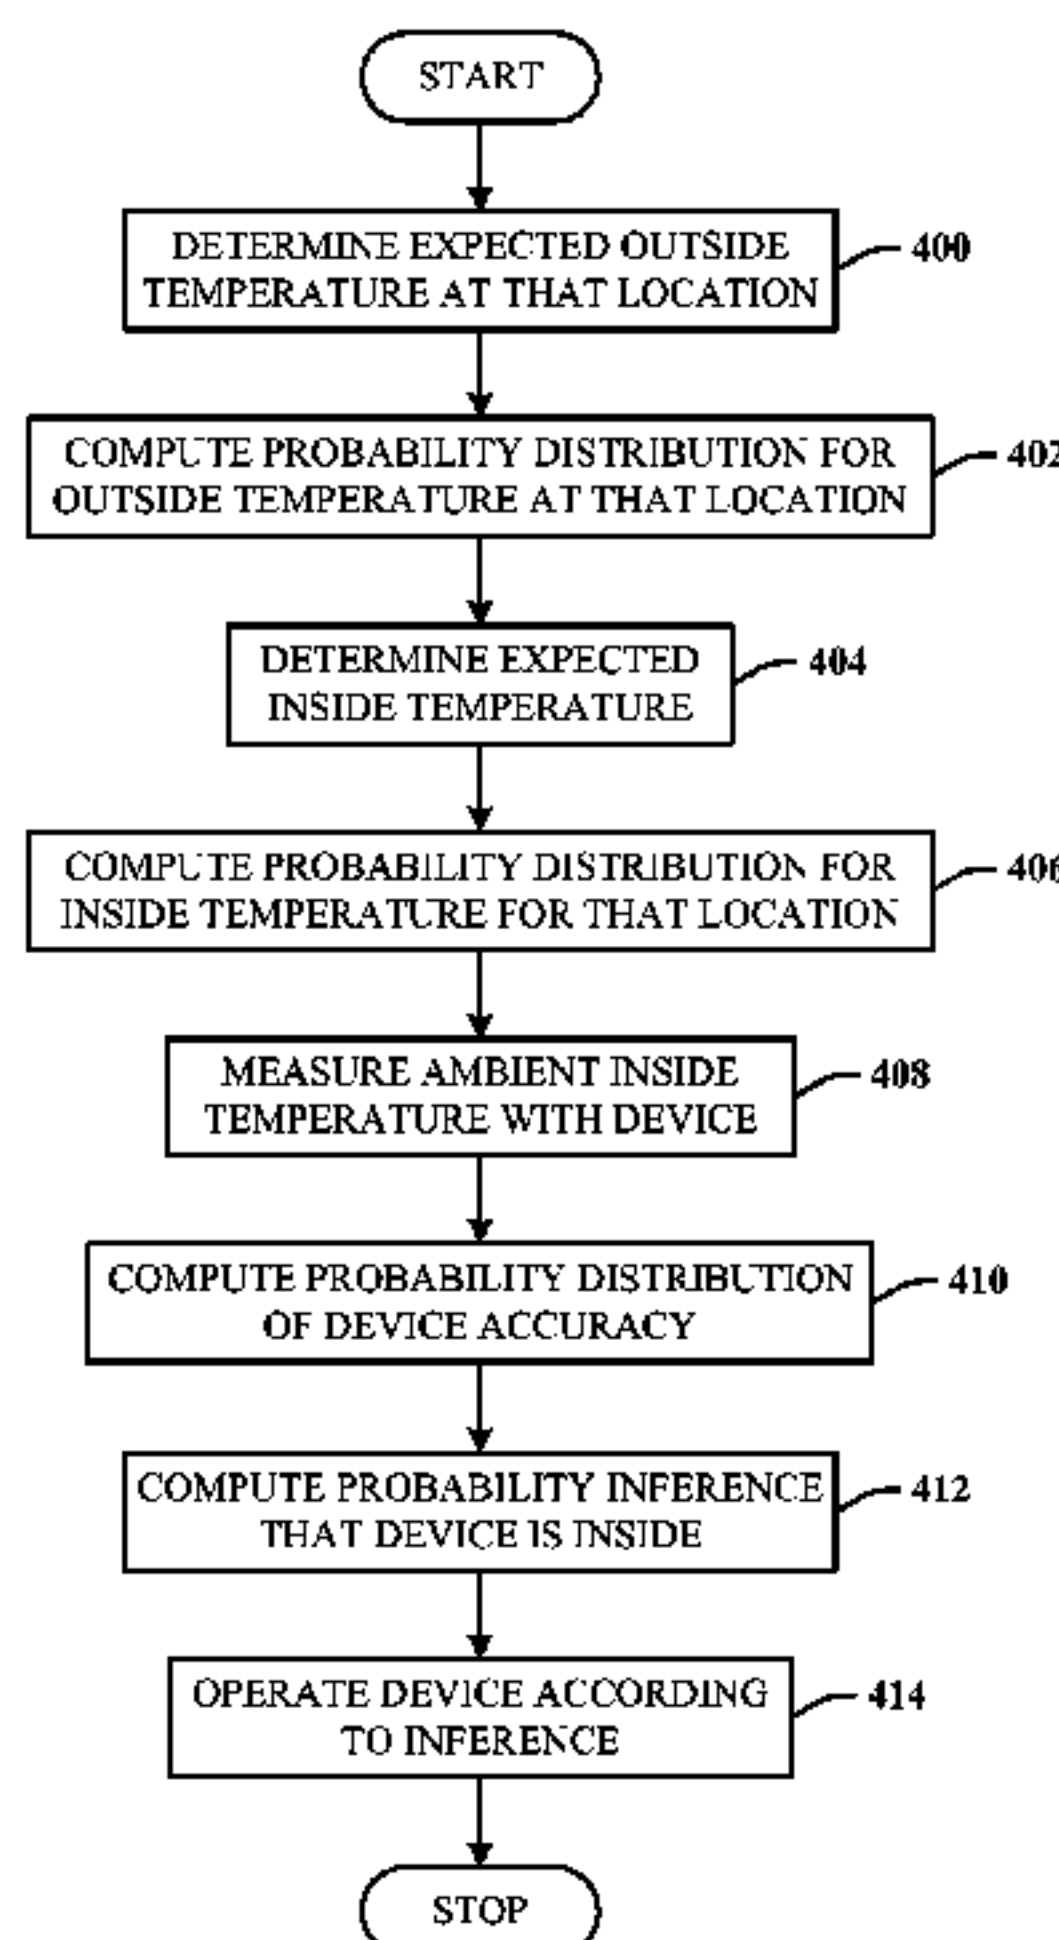 START
DETERMINE EXPECTED OUTSIDE
TEMPERATURE AT THAT LOCATION
400
COMPUTE PROBABILITY DISTRIBUTION FOR
OUTSIDE TEMPERATURE AT THAT LOCATION
402
DETERMINE EXPECTED
INSIDE TEMPERATURE
404
COMPUTE PROBABILITY DISTRIBUTION FOR
INSIDE TEMPERATURE FOR THAT LOCATION
406
MEASURE AMBIENT INSIDE
TEMPERATURE WITH DEVICE
408
COMPUTE PROBABILITY DISTRIBUTION
OF DEVICE ACCURACY
410
COMPUTE PROBABILITY INFERENCE
THAT DEVICE IS INSIDE
412
OPERATE DEVICE ACCORDING
TO INFERENCE
414
STOP